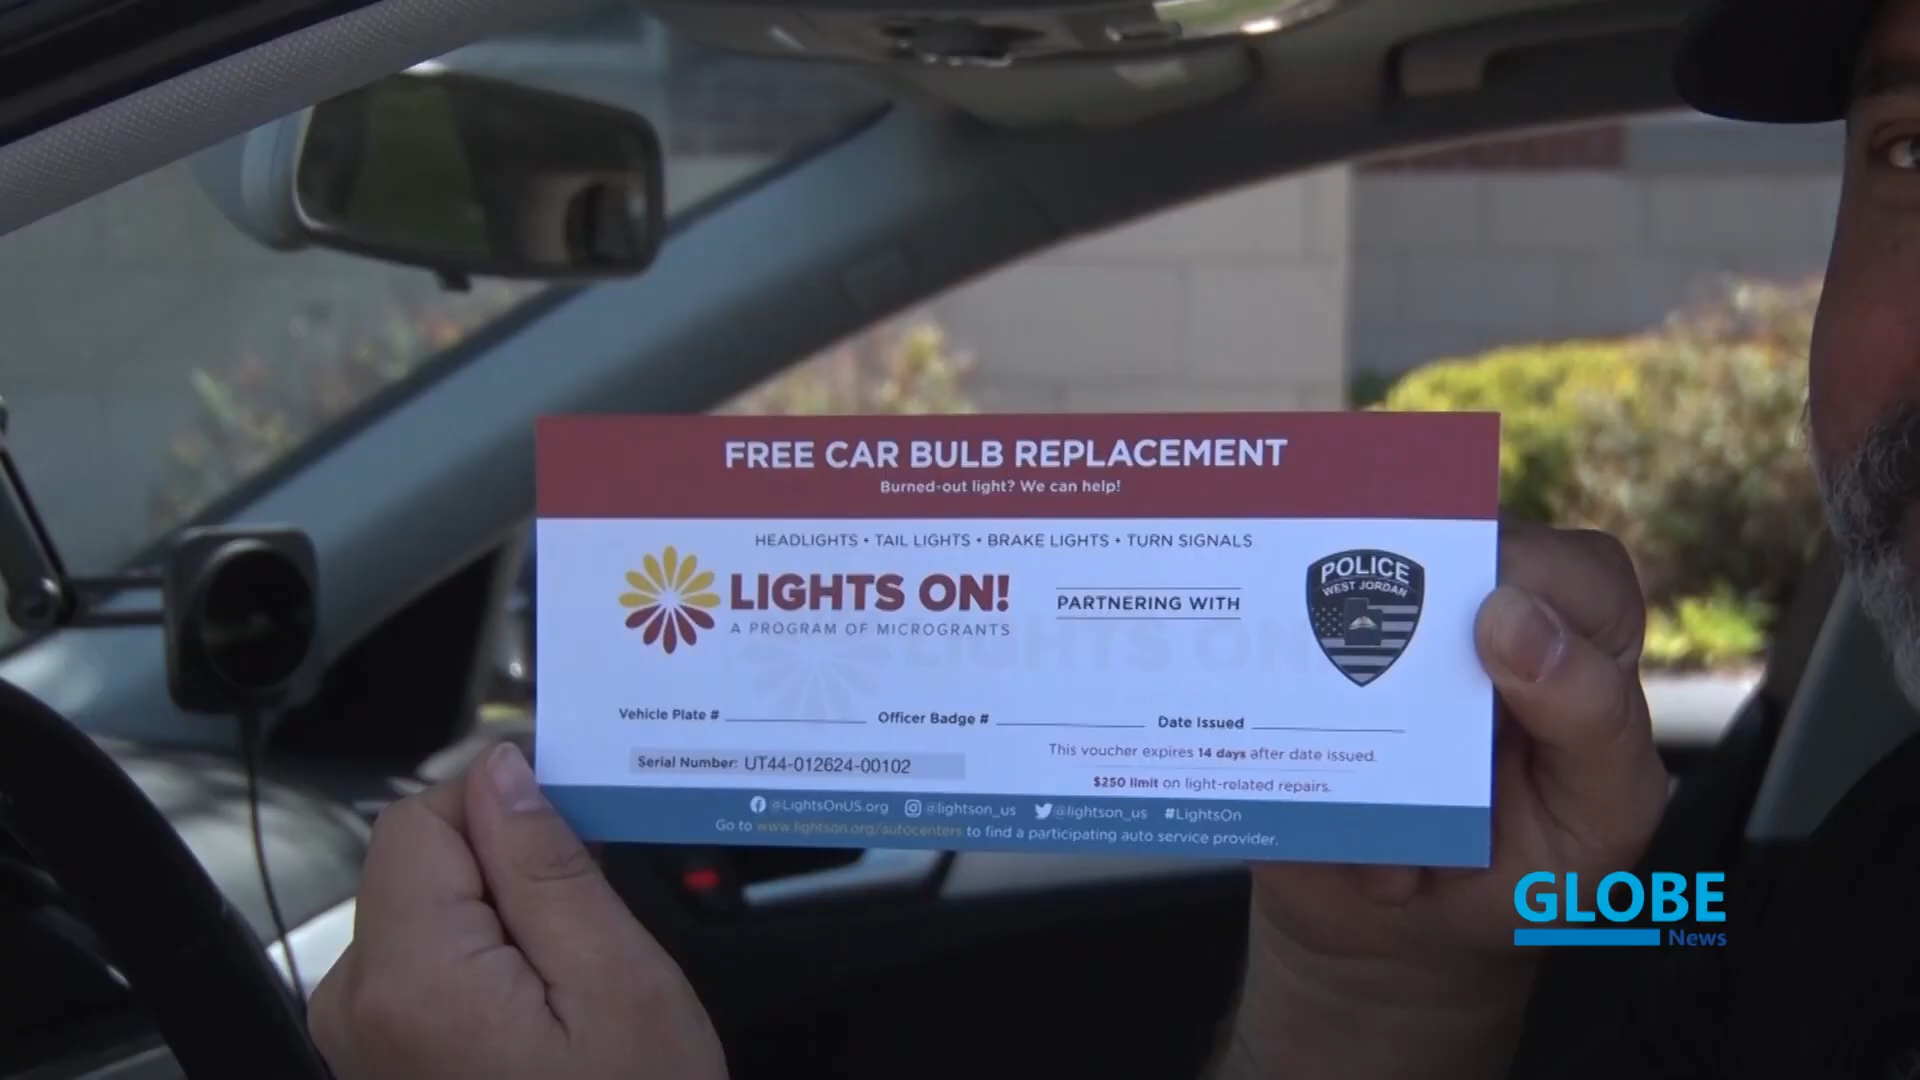 FREE CAR BULB REPLACEMENT
Burned-out light? We can help!
HEADLIGHTS • TAIL LIGHTS • BRAKE LIGHTS • TURN SIGNALS
LIGHTS ON!
A PROGRAM OF MICROGRANTS
PARTNERING WITH
POLICE
WEST JORDAN
Vehicle Plate # Officer Badge # Date Issued
This voucher expires 14 days after date issued.
Serial Number: UT44-012624-00102
$250 limit on light-related repairs.
@LightsOnUS.org @lightson_us @lightson_us #LightsOn
Go to www.lightson.org/autocenters to find a participating auto service provider.
GLOBE
News